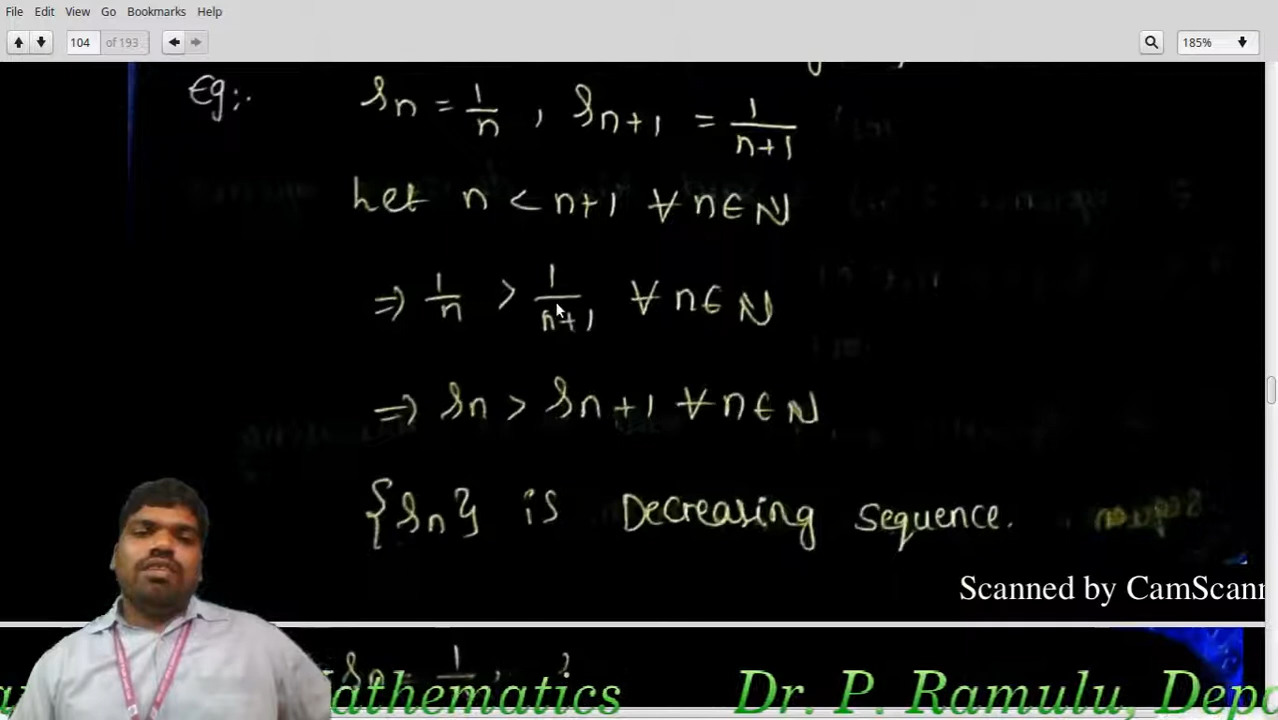 File Edit View Go Bookmarks Help
104 of 193 185%
Eg:. Sn = 1/n , Sn+1 = 1/n+1
Let n < n+1 ∀ n∈N
⇒ 1/n > 1/n+1 ∀ n∈N
⇒ Sn > Sn+1 ∀ n∈N
{Sn} is Decreasing sequence.
Scanned by CamScann
Mathematics Dr. P. Ramulu, Depa